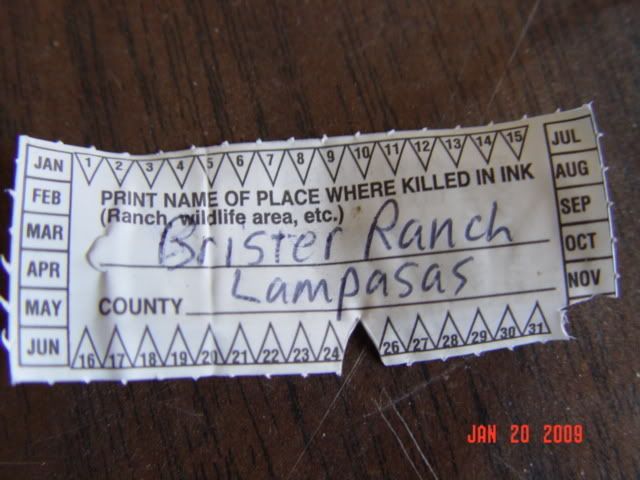 1 2 3 4 5 6 7 8 9 10 11 12 13 14 15
JAN
FEB
MAR
APR
MAY
JUN
PRINT NAME OF PLACE WHERE KILLED IN INK
(Ranch, wildlife area, etc.)
Brister Ranch
Lampasas
COUNTY
JUL
AUG
SEP
OCT
NOV
16 17 18 19 20 21 22 23 24 26 27 28 29 30 31
JAN 20 2009